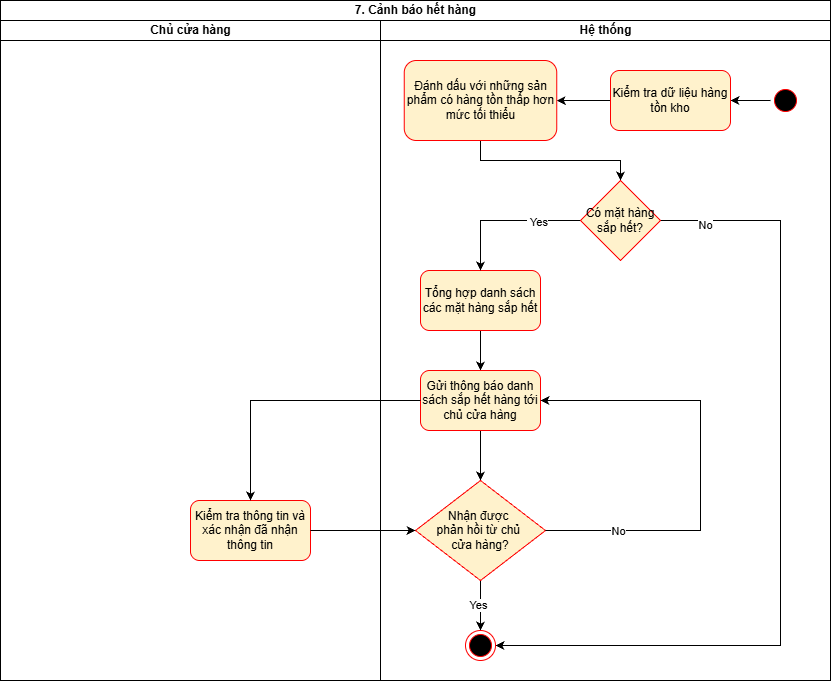 7. Cảnh báo hết hàng
Chủ cửa hàng
Hệ thống
Đánh dấu với những sản
phẩm có hàng tồn thấp hơn
mức tối thiểu
Kiểm tra dữ liệu hàng
tồn kho
Có mặt hàng
sắp hết?
Yes
No
Tổng hợp danh sách
các mặt hàng sắp hết
Gửi thông báo danh
sách sắp hết hàng tới
chủ cửa hàng
Kiểm tra thông tin và
xác nhận đã nhận
thông tin
Nhận được
phản hồi từ chủ
cửa hàng?
No
Yes